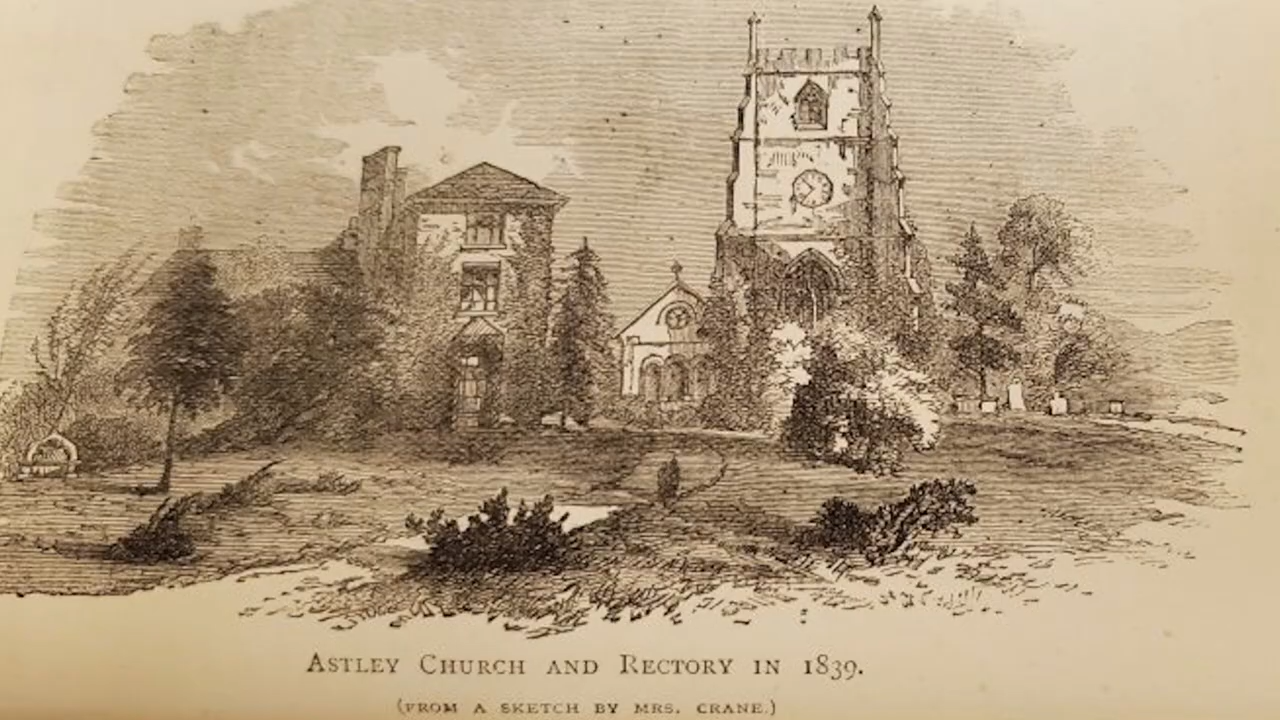 Astley Church and Rectory in 1839.
(FROM A SKETCH BY MRS. CRANE.)